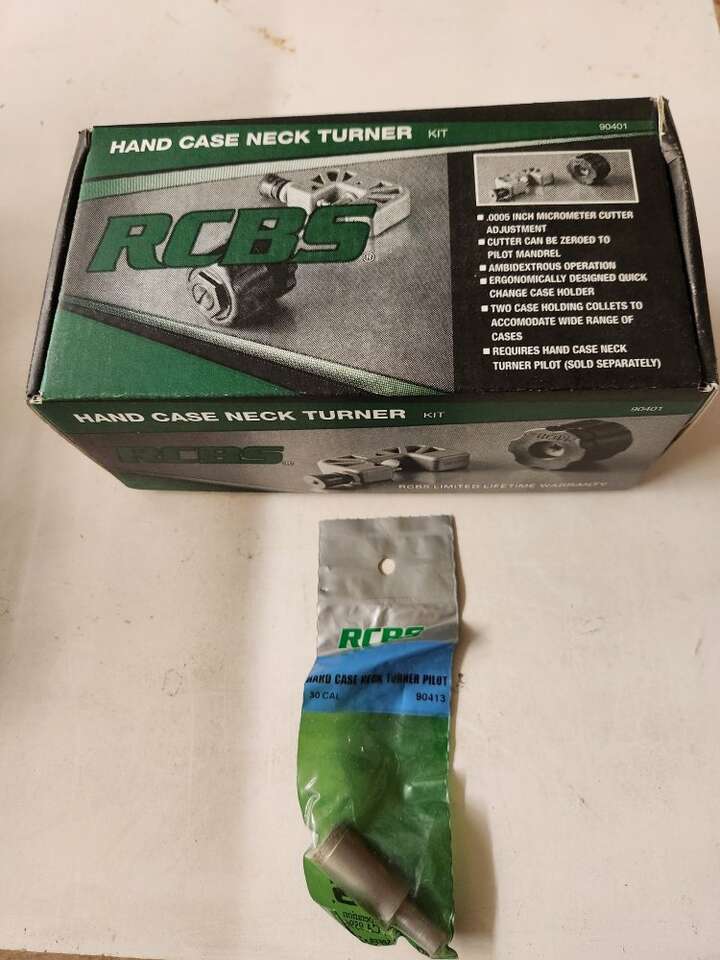 HAND CASE NECK TURNER KIT
90401
RCBS®
.0005 INCH MICROMETER CUTTER
ADJUSTMENT
CUTTER CAN BE ZEROED TO
PILOT MANDREL
AMBIDEXTROUS OPERATION
ERGONOMICALLY DESIGNED QUICK
CHANGE CASE HOLDER
TWO CASE HOLDING COLLETS TO
ACCOMODATE WIDE RANGE OF
CASES
REQUIRES HAND CASE NECK
TURNER PILOT (SOLD SEPARATELY)
HAND CASE NECK TURNER KIT
90401
RCBS®
RCBS LIMITED LIFETIME WARRANTY
RCBS
HAND CASE NECK TURNER PILOT
30 CAL
90413